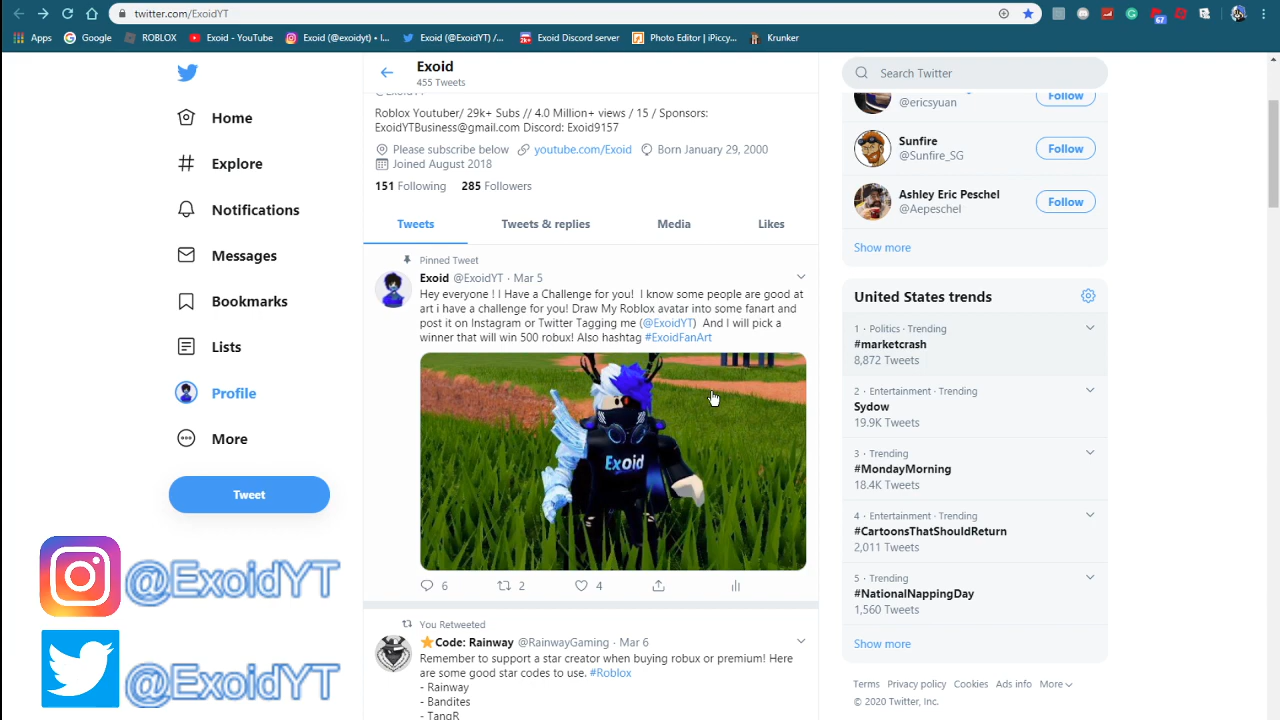 twitter.com/ExoidYT
67
Apps
Google
ROBLOX
Exoid - YouTube
Exoid (@exoidyt) • I...
Exoid (@ExoidYT) /...
Exoid Discord server
Photo Editor | iPiccy...
Krunker
Exoid
455 Tweets
Search Twitter
Home
Explore
Notifications
Messages
Bookmarks
Lists
Profile
More
Tweet
@ExoidYT
@ExoidYT
@ExoidYT
Roblox Youtuber/ 29k+ Subs // 4.0 Million+ views / 15 / Sponsors:
ExoidYTBusiness@gmail.com Discord: Exoid9157
Please subscribe below youtube.com/Exoid Born January 29, 2000
Joined August 2018
151 Following 285 Followers
Tweets Tweets & replies Media Likes
Pinned Tweet
Exoid @ExoidYT · Mar 5
Hey everyone ! I Have a Challenge for you! I know some people are good at
art i have a challenge for you! Draw My Roblox avatar into some fanart and
post it on Instagram or Twitter Tagging me (@ExoidYT) And I will pick a
winner that will win 500 robux! Also hashtag #ExoidFanArt
Exoid
6 2 4
You Retweeted
Code: Rainway @RainwayGaming · Mar 6
Remember to support a star creator when buying robux or premium! Here
are some good star codes to use. #Roblox
- Rainway
- Bandites
- TanqR
@ericsyuan
Follow
Sunfire
@Sunfire_SG
Follow
Ashley Eric Peschel
@Aepeschel
Follow
Show more
United States trends
1 · Politics · Trending
#marketcrash
8,872 Tweets
2 · Entertainment · Trending
Sydow
19.9K Tweets
3 · Trending
#MondayMorning
18.4K Tweets
4 · Entertainment · Trending
#CartoonsThatShouldReturn
2,011 Tweets
5 · Trending
#NationalNappingDay
1,560 Tweets
Show more
Terms Privacy policy Cookies Ads info More
© 2020 Twitter, Inc.